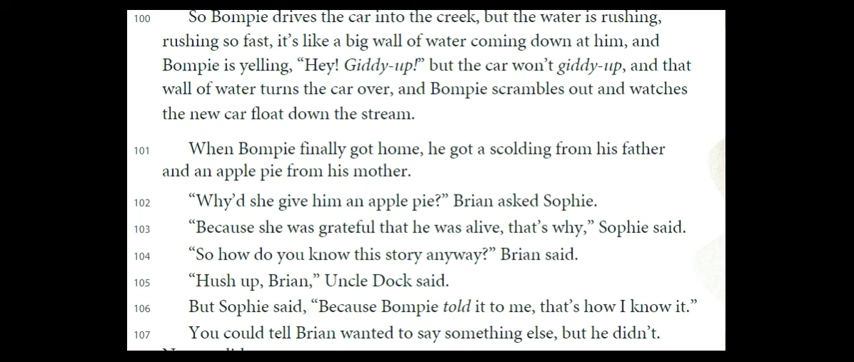 100 So Bompie drives the car into the creek, but the water is rushing,
rushing so fast, it’s like a big wall of water coming down at him, and
Bompie is yelling, “Hey! Giddy-up!” but the car won’t giddy-up, and that
wall of water turns the car over, and Bompie scrambles out and watches
the new car float down the stream.
101 When Bompie finally got home, he got a scolding from his father
and an apple pie from his mother.
102 “Why’d she give him an apple pie?” Brian asked Sophie.
103 “Because she was grateful that he was alive, that’s why,” Sophie said.
104 “So how do you know this story anyway?” Brian said.
105 “Hush up, Brian,” Uncle Dock said.
106 But Sophie said, “Because Bompie told it to me, that’s how I know it.”
107 You could tell Brian wanted to say something else, but he didn’t.